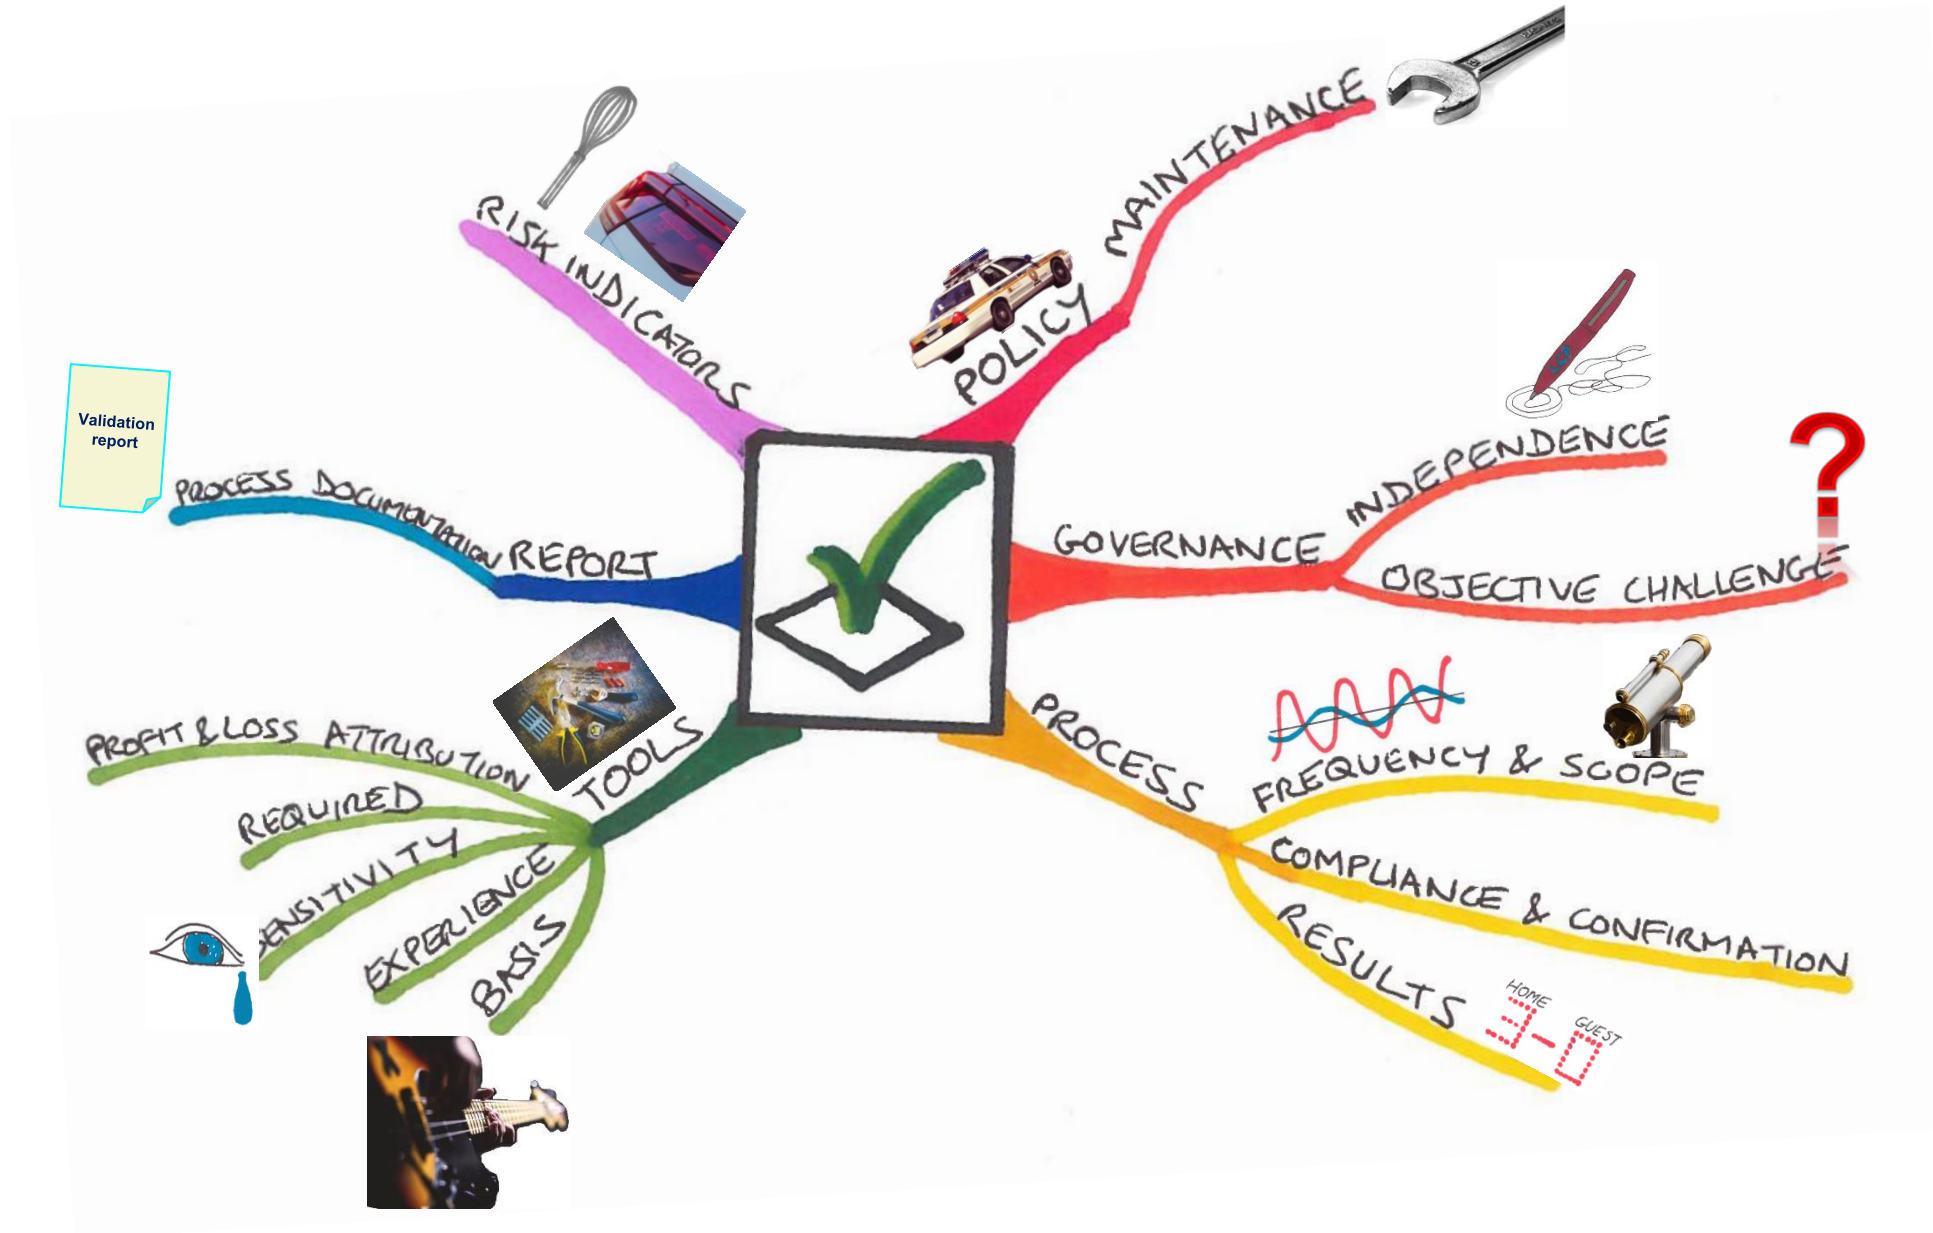 MAINTENANCE
POLICY
RISK INDICATORS
INDEPENDENCE
GOVERNANCE
OBJECTIVE CHALLENGE
Validation
report
PROCESS DOCUMENTATION
REPORT
PROCESS
FREQUENCY & SCOPE
COMPLIANCE & CONFIRMATION
RESULTS
HOME
GUEST
3-0
TOOLS
PROFIT & LOSS ATTRIBUTION
REQUIRED
SENSITIVITY
EXPERIENCE
BASIS